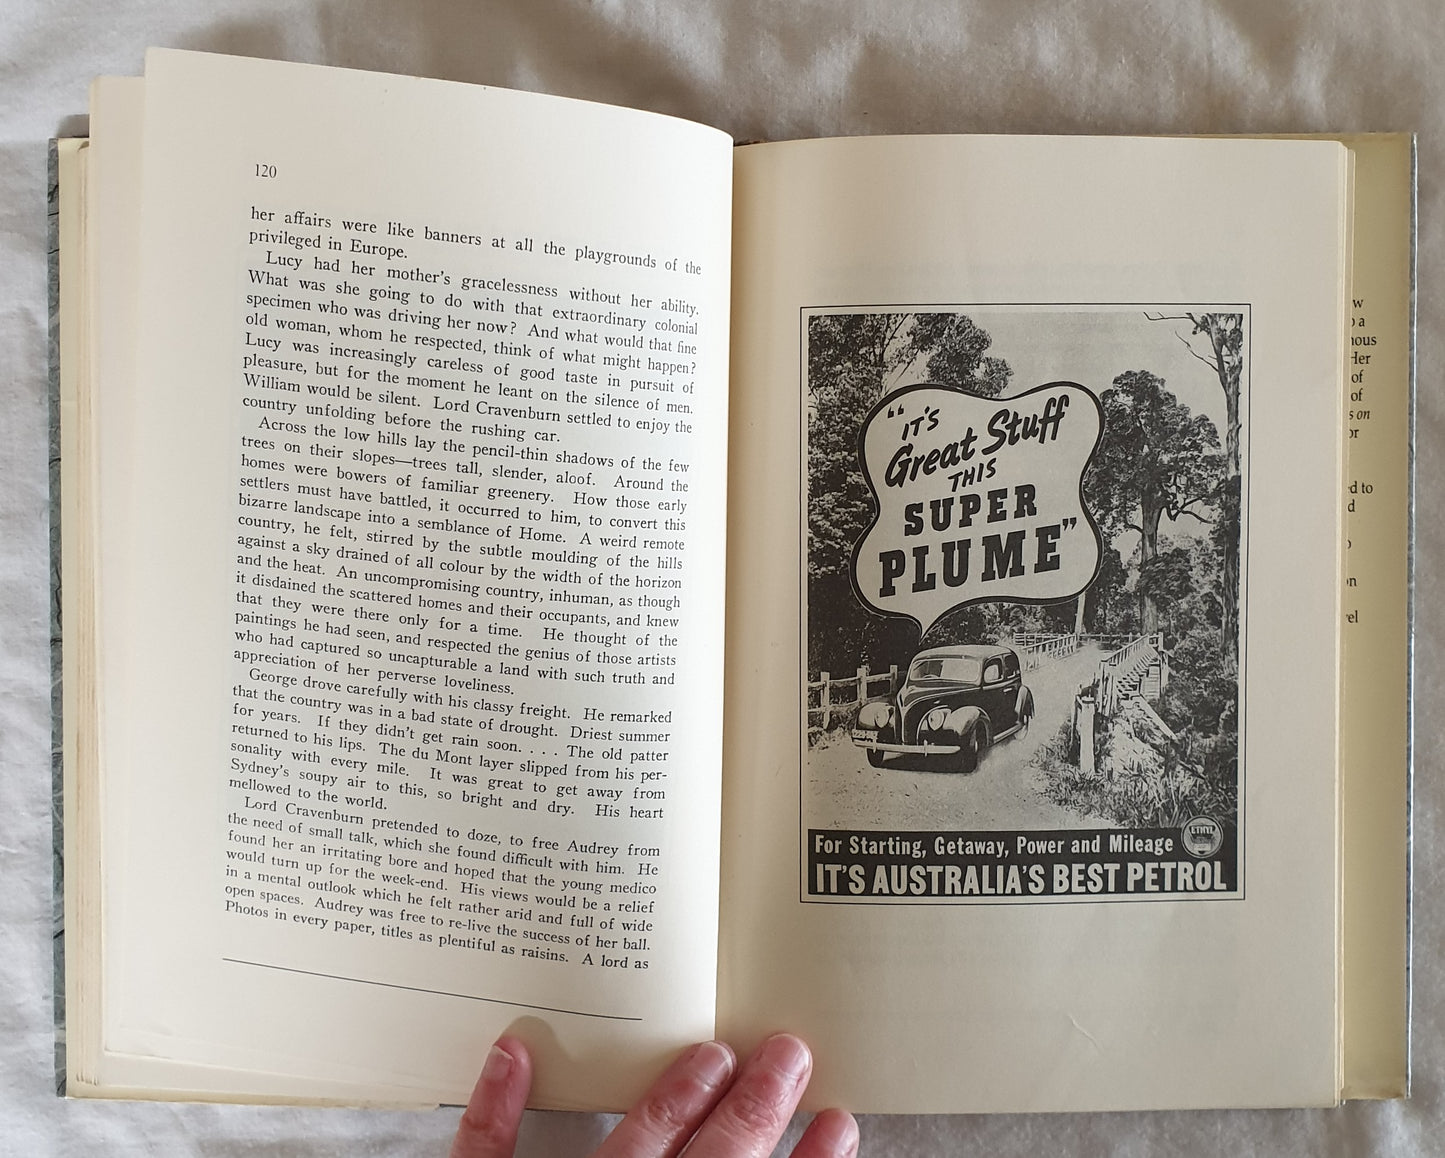 120
her affairs were like banners at all the playgrounds of the
privileged in Europe.
Lucy had her mother's gracelessness without her ability.
What was she going to do with that extraordinary colonial
specimen who was driving her now? And what would that fine
old woman, whom he respected, think of what might happen?
Lucy was increasingly careless of good taste in pursuit of
pleasure, but for the moment he leant on the silence of men.
William would be silent. Lord Cravenburn settled to enjoy the
country unfolding before the rushing car.
Across the low hills lay the pencil-thin shadows of the few
trees on their slopes—trees tall, slender, aloof. Around the
homes were bowers of familiar greenery. How those early
settlers must have battled, it occurred to him, to convert this
bizarre landscape into a semblance of Home. A weird remote
country, he felt, stirred by the subtle moulding of the hills
against a sky drained of all colour by the width of the horizon
and the heat. An uncompromising country, inhuman, as though
it disdained the scattered homes and their occupants, and knew
that they were there only for a time. He thought of the
paintings he had seen, and respected the genius of those artists
who had captured so uncapturable a land with such truth and
appreciation of her perverse loveliness.
George drove carefully with his classy freight. He remarked
that the country was in a bad state of drought. Driest summer
for years. If they didn't get rain soon. . . . The old patter
returned to his lips. The du Mont layer slipped from his per-
sonality with every mile. It was great to get away from
Sydney's soupy air to this, so bright and dry. His heart
mellowed to the world.
Lord Cravenburn pretended to doze, to free Audrey from
the need of small talk, which she found difficult with him. He
found her an irritating bore and hoped that the young medico
would turn up for the week-end. His views would be a relief
in a mental outlook which he felt rather arid and full of wide
open spaces. Audrey was free to re-live the success of her ball.
Photos in every paper, titles as plentiful as raisins. A lord as
"IT'S
Great Stuff
THIS
SUPER
PLUME"
For Starting, Getaway, Power and Mileage
ETHYL
IT'S AUSTRALIA'S BEST PETROL
a
Her
of
of
on
or
to